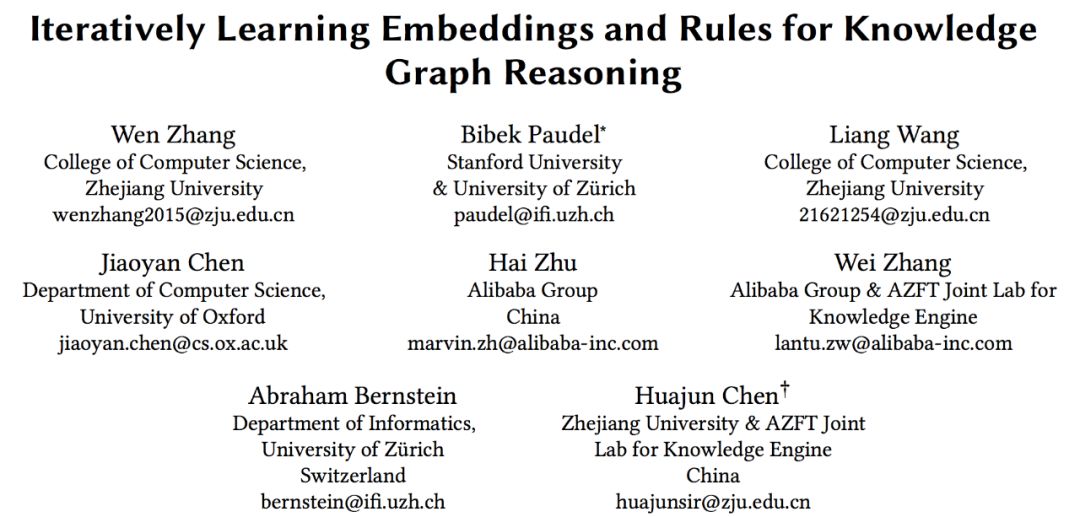 Iteratively Learning Embeddings and Rules for Knowledge
Graph Reasoning
Wen Zhang
College of Computer Science,
Zhejiang University
wenzhang2015@zju.edu.cn
Bibek Paudel*
Stanford University
& University of Zürich
paudel@ifi.uzh.ch
Liang Wang
College of Computer Science,
Zhejiang University
21621254@zju.edu.cn
Jiaoyan Chen
Department of Computer Science,
University of Oxford
jiaoyan.chen@cs.ox.ac.uk
Hai Zhu
Alibaba Group
China
marvin.zh@alibaba-inc.com
Wei Zhang
Alibaba Group & AZFT Joint Lab for
Knowledge Engine
lantu.zw@alibaba-inc.com
Abraham Bernstein
Department of Informatics,
University of Zürich
Switzerland
bernstein@ifi.uzh.ch
Huajun Chen†
Zhejiang University & AZFT Joint
Lab for Knowledge Engine
China
huajunsir@zju.edu.cn